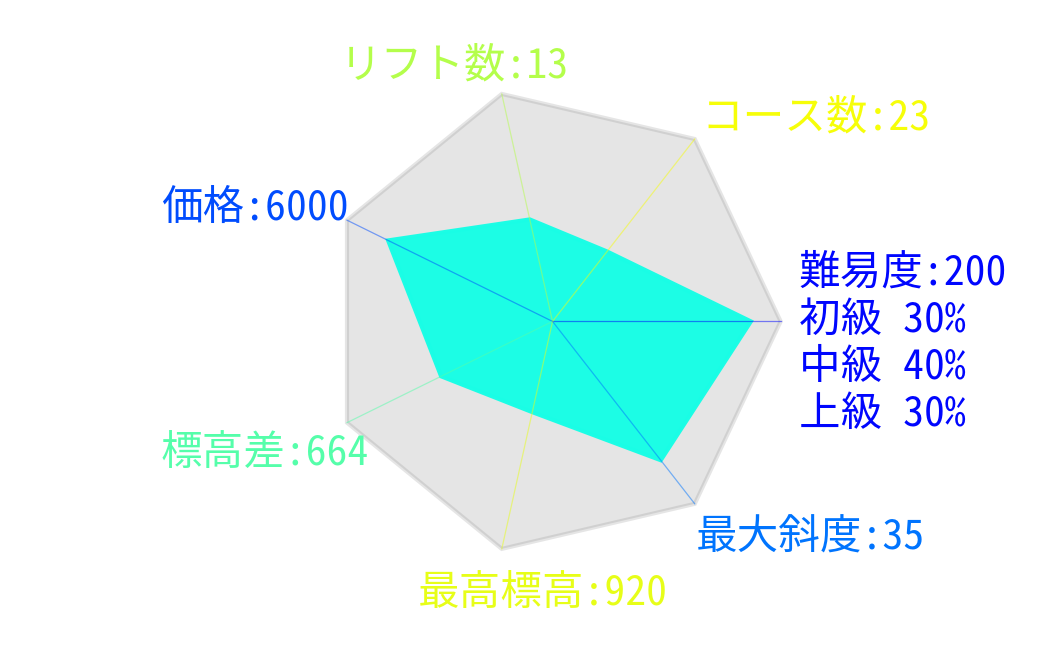 リフト数:13
コース数:23
価格:6000
難易度:200
初級 30%
中級 40%
上級 30%
標高差:664
最大斜度:35
最高標高:920